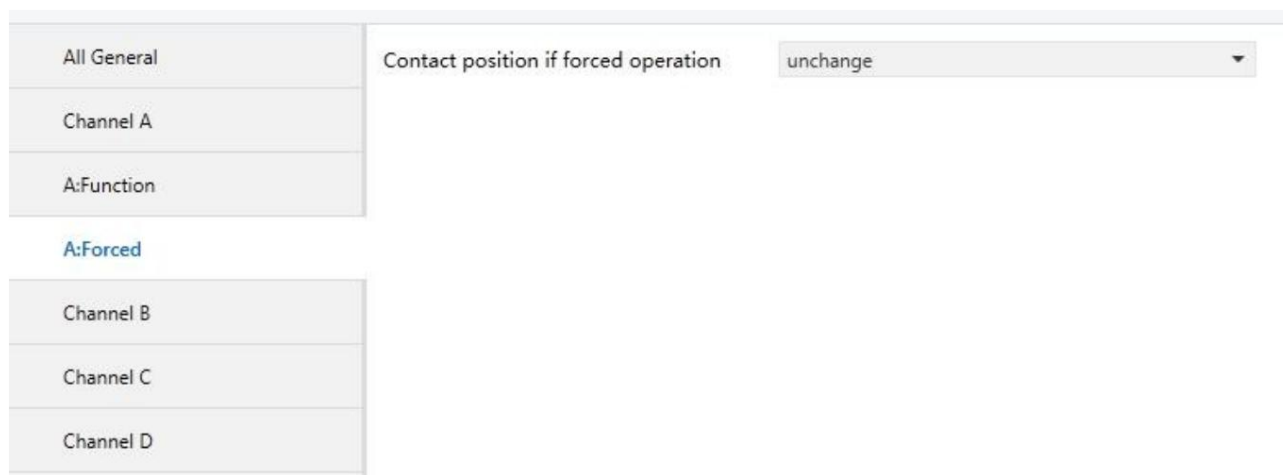 All General
Contact position if forced operation unchange
Channel A
A:Function
A:Forced
Channel B
Channel C
Channel D